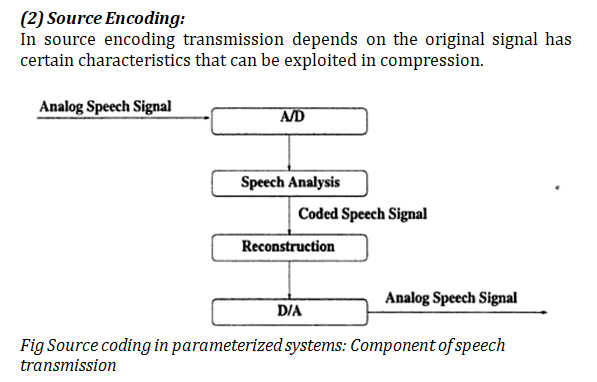 (2) Source Encoding:
In source encoding transmission depends on the original signal has
certain characteristics that can be exploited in compression.
Analog Speech Signal
A/D
Speech Analysis
Coded Speech Signal
Reconstruction
D/A
Analog Speech Signal
Fig Source coding in parameterized systems: Component of speech
transmission